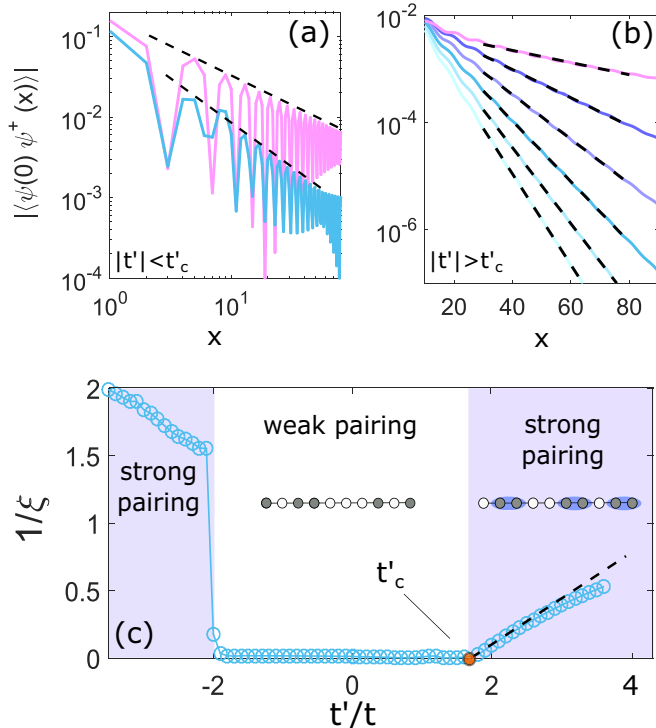 (a)
|⟨ψ(0) ψ⁺(x)⟩|
10⁻¹
10⁻²
10⁻³
10⁻⁴
|t'|<t'c
10⁰
10¹
x
(b)
10⁻²
10⁻⁴
10⁻⁶
|t'|>t'c
20 40 60 80
x
2
1.5
1
0.5
0
1/ξ
strong
pairing
weak pairing
strong
pairing
t'c
(c)
-2 0 2 4
t'/t